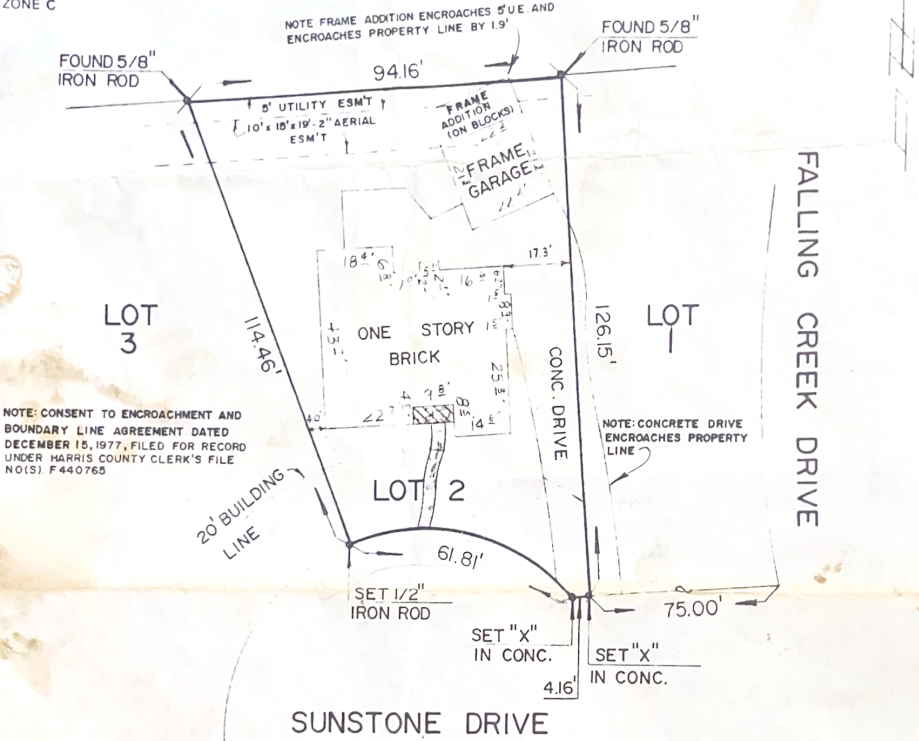 ZONE C
NOTE FRAME ADDITION ENCROACHES 5'U.E. AND
ENCROACHES PROPERTY LINE BY 1.9'
FOUND 5/8"
IRON ROD
FOUND 5/8"
IRON ROD
94.16'
5' UTILITY ESM'T
10' x 15' x 19'-2" AERIAL
ESM'T
FRAME
ADDITION
(ON BLOCKS)
FRAME
GARAGE
17.3'
LOT
3
LOT
1
FALLING CREEK DRIVE
114.46'
126.15'
ONE STORY
BRICK
CONC. DRIVE
NOTE: CONSENT TO ENCROACHMENT AND
BOUNDARY LINE AGREEMENT DATED
DECEMBER 15, 1977, FILED FOR RECORD
UNDER HARRIS COUNTY CLERK'S FILE
NO(S). F440765
NOTE: CONCRETE DRIVE
ENCROACHES PROPERTY
LINE
LOT 2
20' BUILDING
LINE
61.81'
SET 1/2"
IRON ROD
75.00'
SET "X"
IN CONC.
SET "X"
IN CONC.
4.16'
SUNSTONE DRIVE